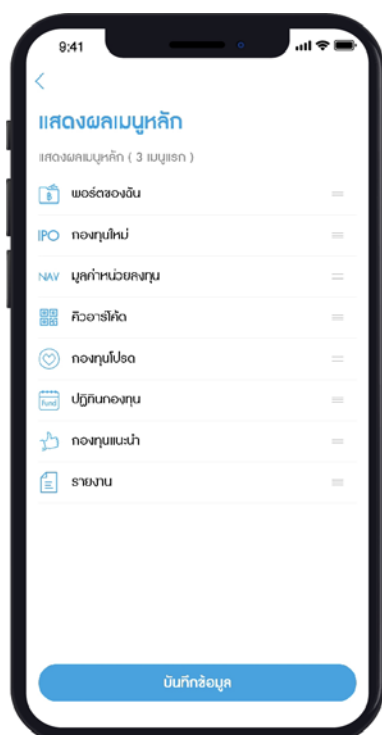 9:41
แสดงผลเมนูหลัก
แสดงผลเมนูหลัก ( 3 เมนูแรก )
พอร์ตของฉัน
IPO กองทุนใหม่
NAV มูลค่าหน่วยลงทุน
คิวอาร์โค้ด
กองทุนโปรด
Fund ปฏิทินกองทุน
กองทุนแนะนำ
รายงาน
บันทึกข้อมูล